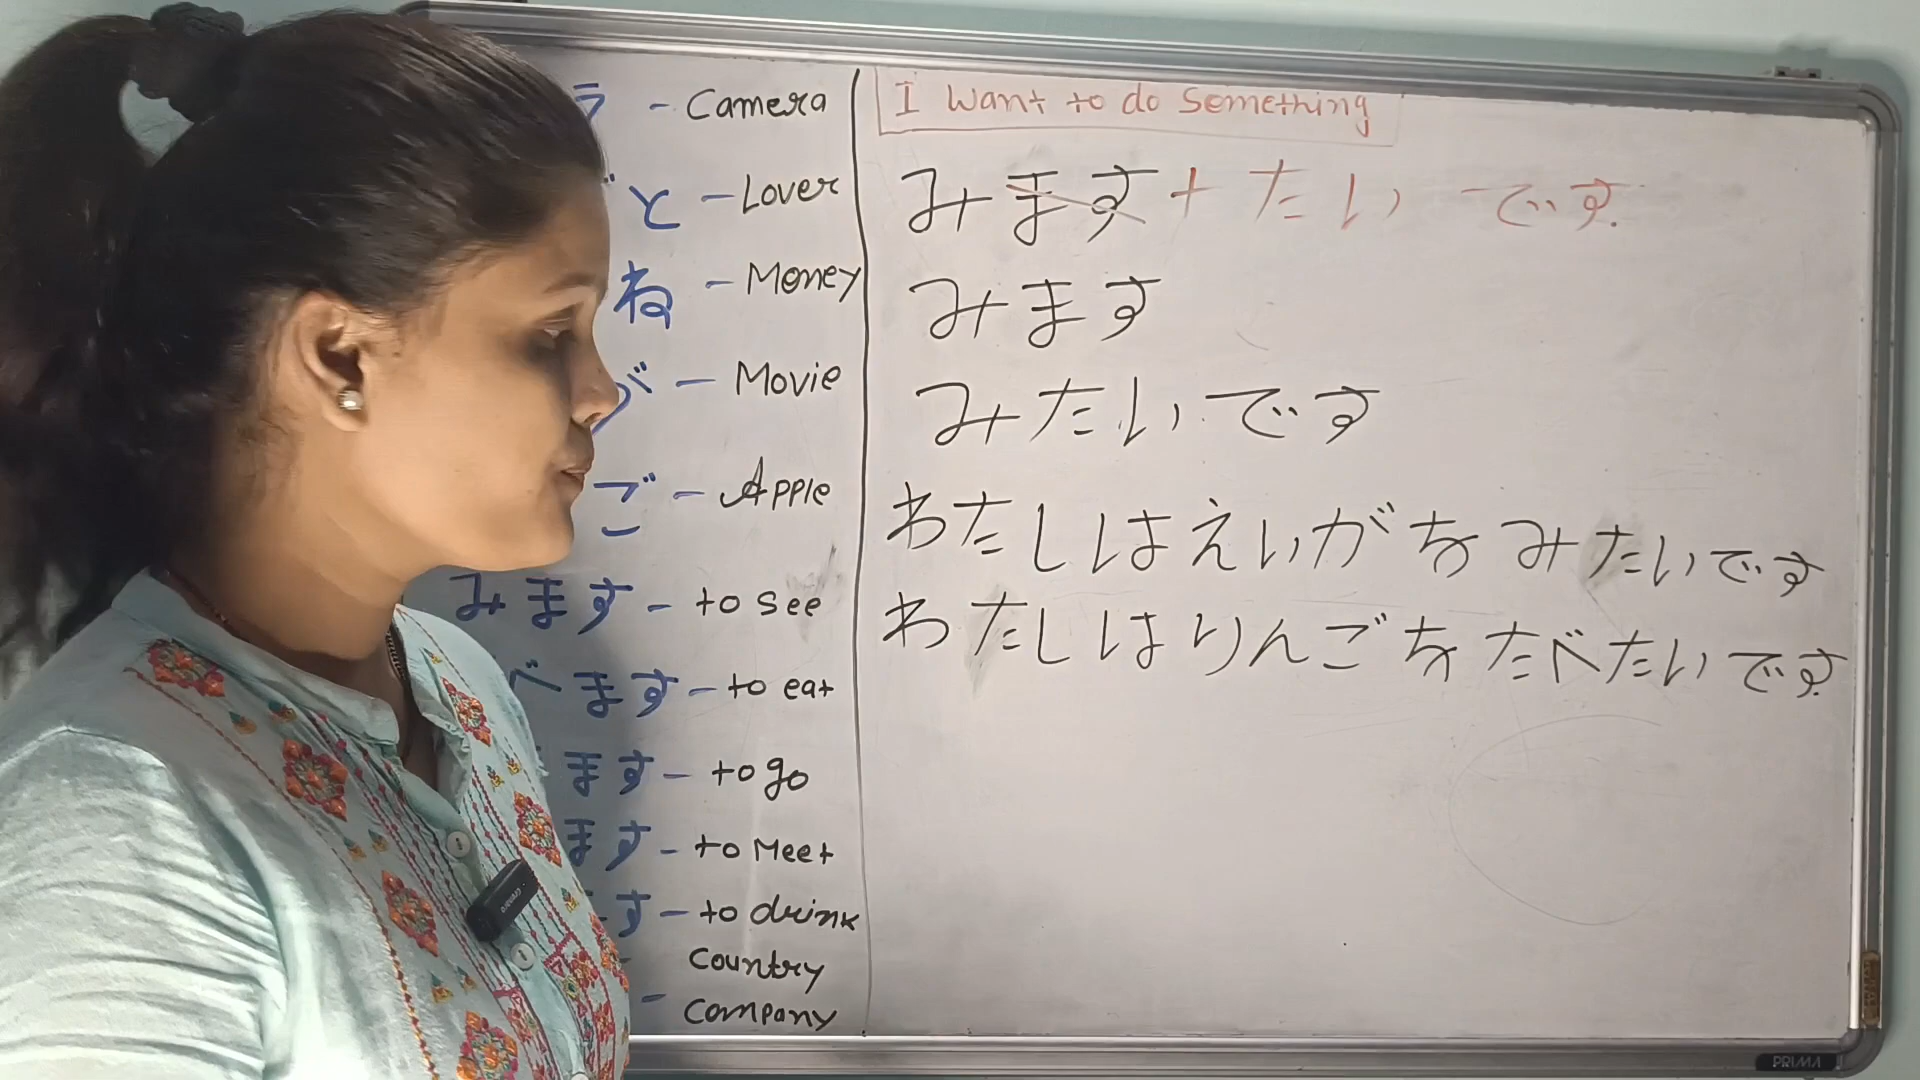 ラ - Camera
ど と - Lover
ね - Money
が - Movie
ご - Apple
みます - to see
べます - to eat
ます - to go
ます - to Meet
す - to drink
Country
- Company
I want to do something
みます + たい です.
みます
みたいです
わたしはえいがをみたいです
わたしはりんごをたべたいです
PRIMA